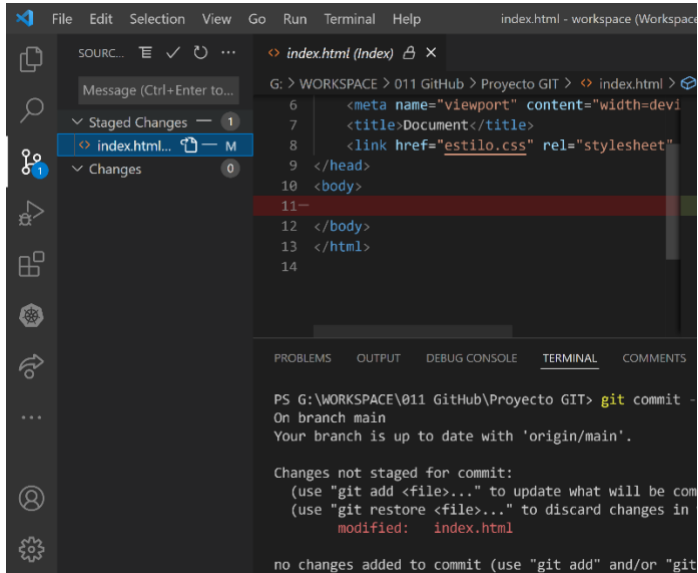 File Edit Selection View Go Run Terminal Help index.html - workspace (Workspace
SOURC... ...
Message (Ctrl+Enter to...
Staged Changes 1
index.html... M
Changes 0
1
index.html (Index)
G: > WORKSPACE > 011 GitHub > Proyecto GIT > index.html >
6 <meta name="viewport" content="width=devi
7 <title>Document</title>
8 <link href="estilo.css" rel="stylesheet"
9 </head>
10 <body>
11—
12 </body>
13 </html>
14
PROBLEMS OUTPUT DEBUG CONSOLE TERMINAL COMMENTS
PS G:\WORKSPACE\011 GitHub\Proyecto GIT> git commit -
On branch main
Your branch is up to date with 'origin/main'.
Changes not staged for commit:
(use "git add <file>..." to update what will be com
(use "git restore <file>..." to discard changes in
modified: index.html
no changes added to commit (use "git add" and/or "git